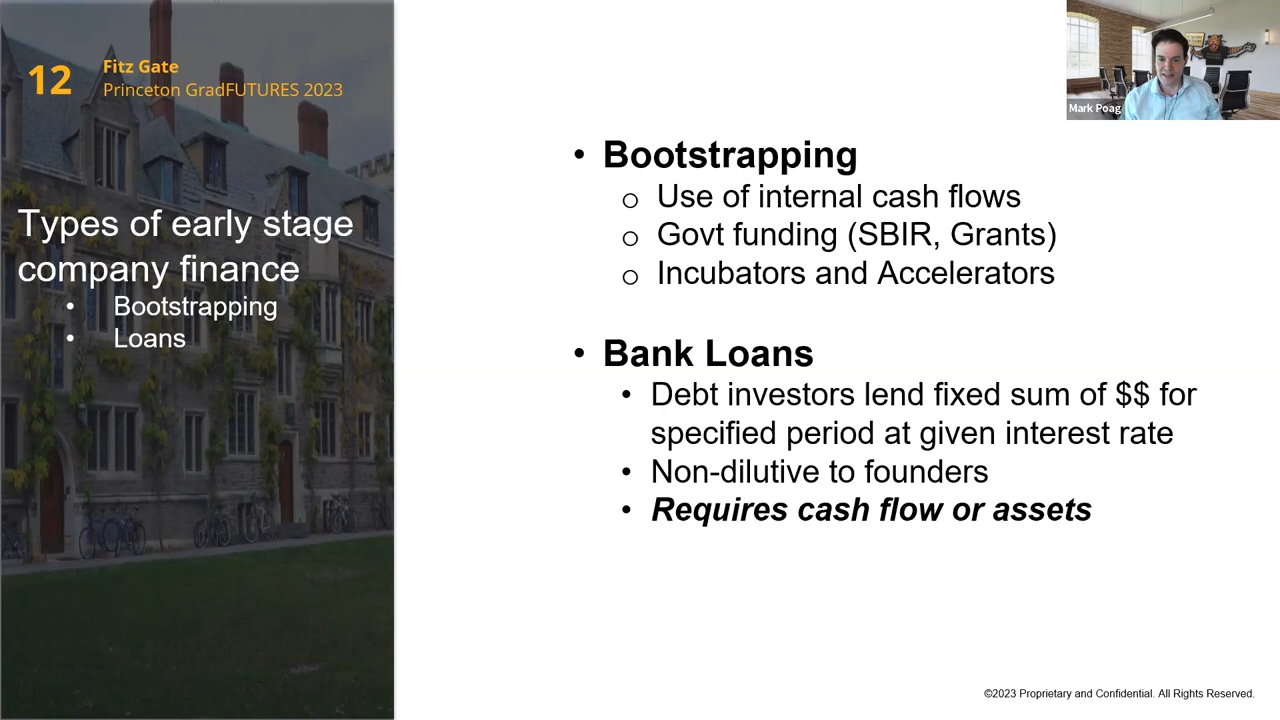 12
Fitz Gate
Princeton GradFUTURES 2023
Types of early stage
company finance
• Bootstrapping
• Loans
• Bootstrapping
o Use of internal cash flows
o Govt funding (SBIR, Grants)
o Incubators and Accelerators
• Bank Loans
• Debt investors lend fixed sum of $$ for
specified period at given interest rate
• Non-dilutive to founders
• Requires cash flow or assets
Mark Poag
©2023 Proprietary and Confidential. All Rights Reserved.